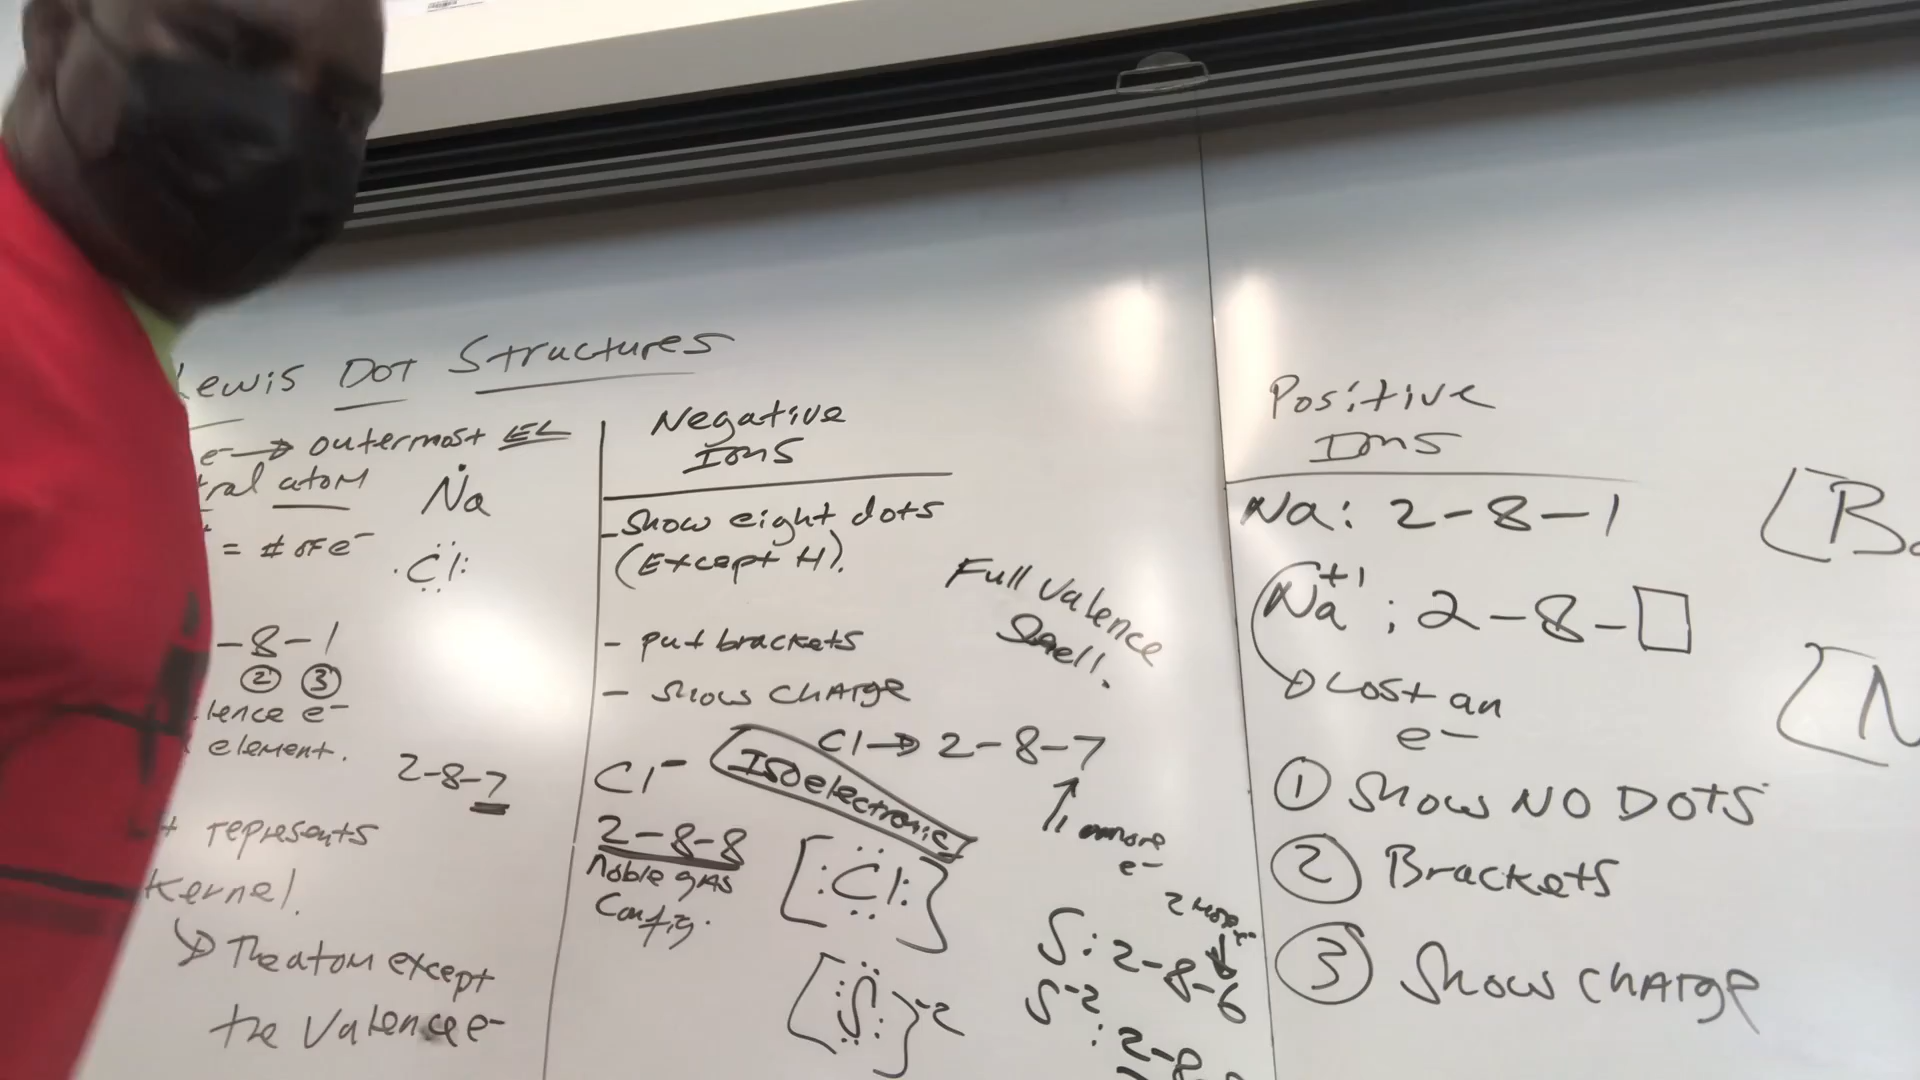 Lewis Dot Structures
e- → outermost EL
tral atom
Na
= # of e-
Cl
-8-1
② ③
lence e-
element.
2-8-7
represents
Kernel.
→ The atom except
the Valence e-
Negative
Ions
- Show eight dots
(Except H).
- put brackets
- Show Charge
Full Valence
Shell.
Cl → 2-8-7
Isoelectronic
1 more
e-
Cl-
2-8-8
Noble gas
Config.
[Cl]
2 more
S: 2-8-6
[S]-2
S-2: 2-8-
Positive
Ions
Na: 2-8-1
Na+1: 2-8-□
→ Lost an
e-
① Show NO DOTS
② Brackets
③ Show Charge
[B
[N